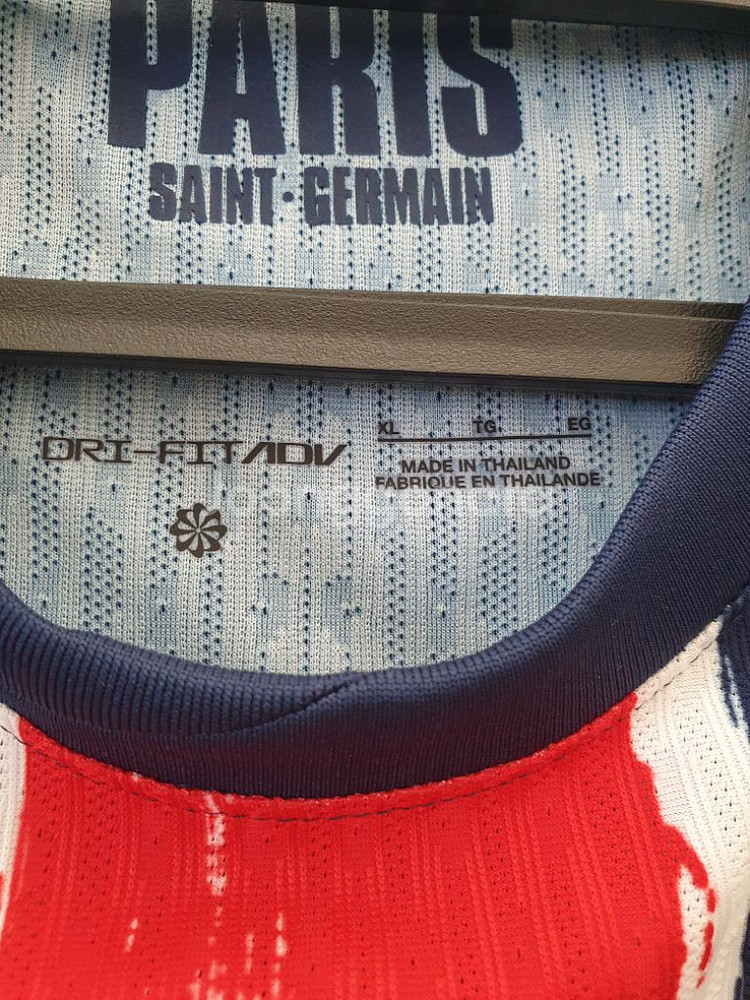 PARIS
SAINT·GERMAIN
DRI-FIT ADV
XL TG EG
MADE IN THAILAND
FABRIQUE EN THAILANDE